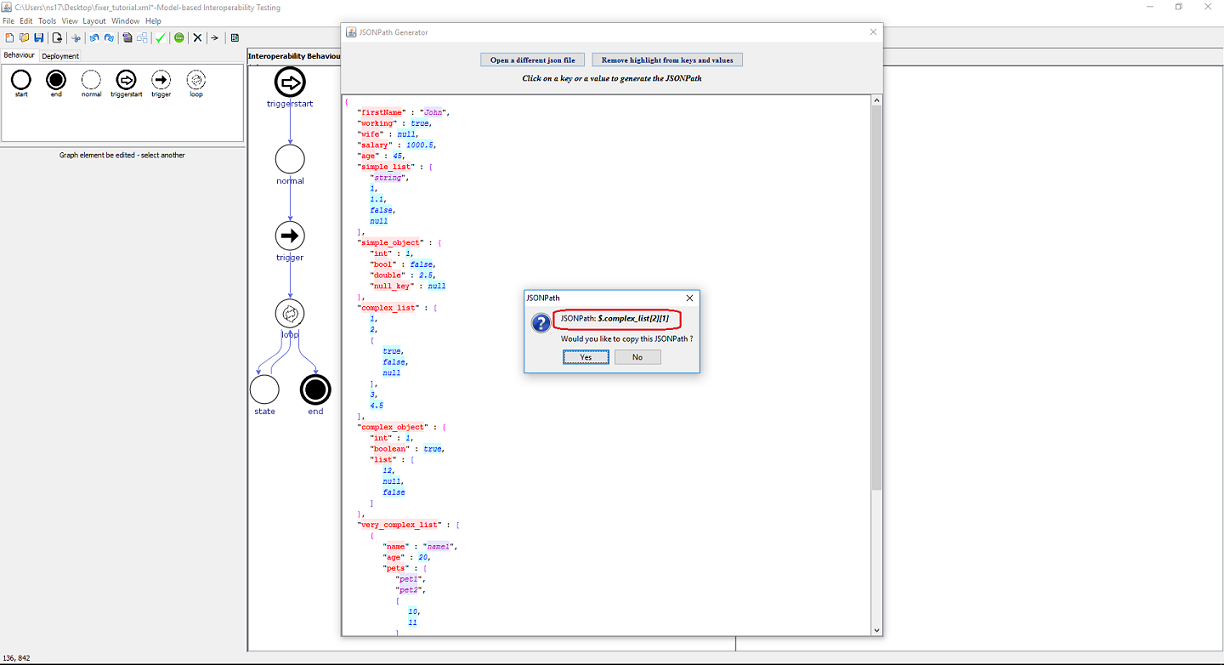 C:\Users\ns17\Desktop\fixer_tutorial.xml*-Model-based Interoperability Testing
File Edit Tools View Layout Window Help
Behaviour Deployment
start end normal triggerstart trigger loop
Graph element be edited - select another
Interoperability Behaviou
triggerstart
normal
trigger
loop
state end
JSONPath Generator
Open a different json file Remove highlight from keys and values
Click on a key or a value to generate the JSONPath
{
"firstName" : "John",
"working" : true,
"wife" : null,
"salary" : 1000.5,
"age" : 45,
"simple_list" : [
"string",
1,
1.1,
false,
null
],
"simple_object" : {
"int" : 1,
"bool" : false,
"double" : 2.5,
"null_key" : null
},
"complex_list" : [
1,
2,
[
true,
false,
null
],
3,
4.5
],
"complex_object" : {
"int" : 1,
"boolean" : true,
"list" : [
12,
null,
false
]
},
"very_complex_list" : [
{
"name" : "name1",
"age" : 20,
"pets" : [
"pet1",
"pet2",
[
10,
11
]
JSONPath
JSONPath: $.complex_list[2][1]
Would you like to copy this JSONPath ?
Yes No
136, 842